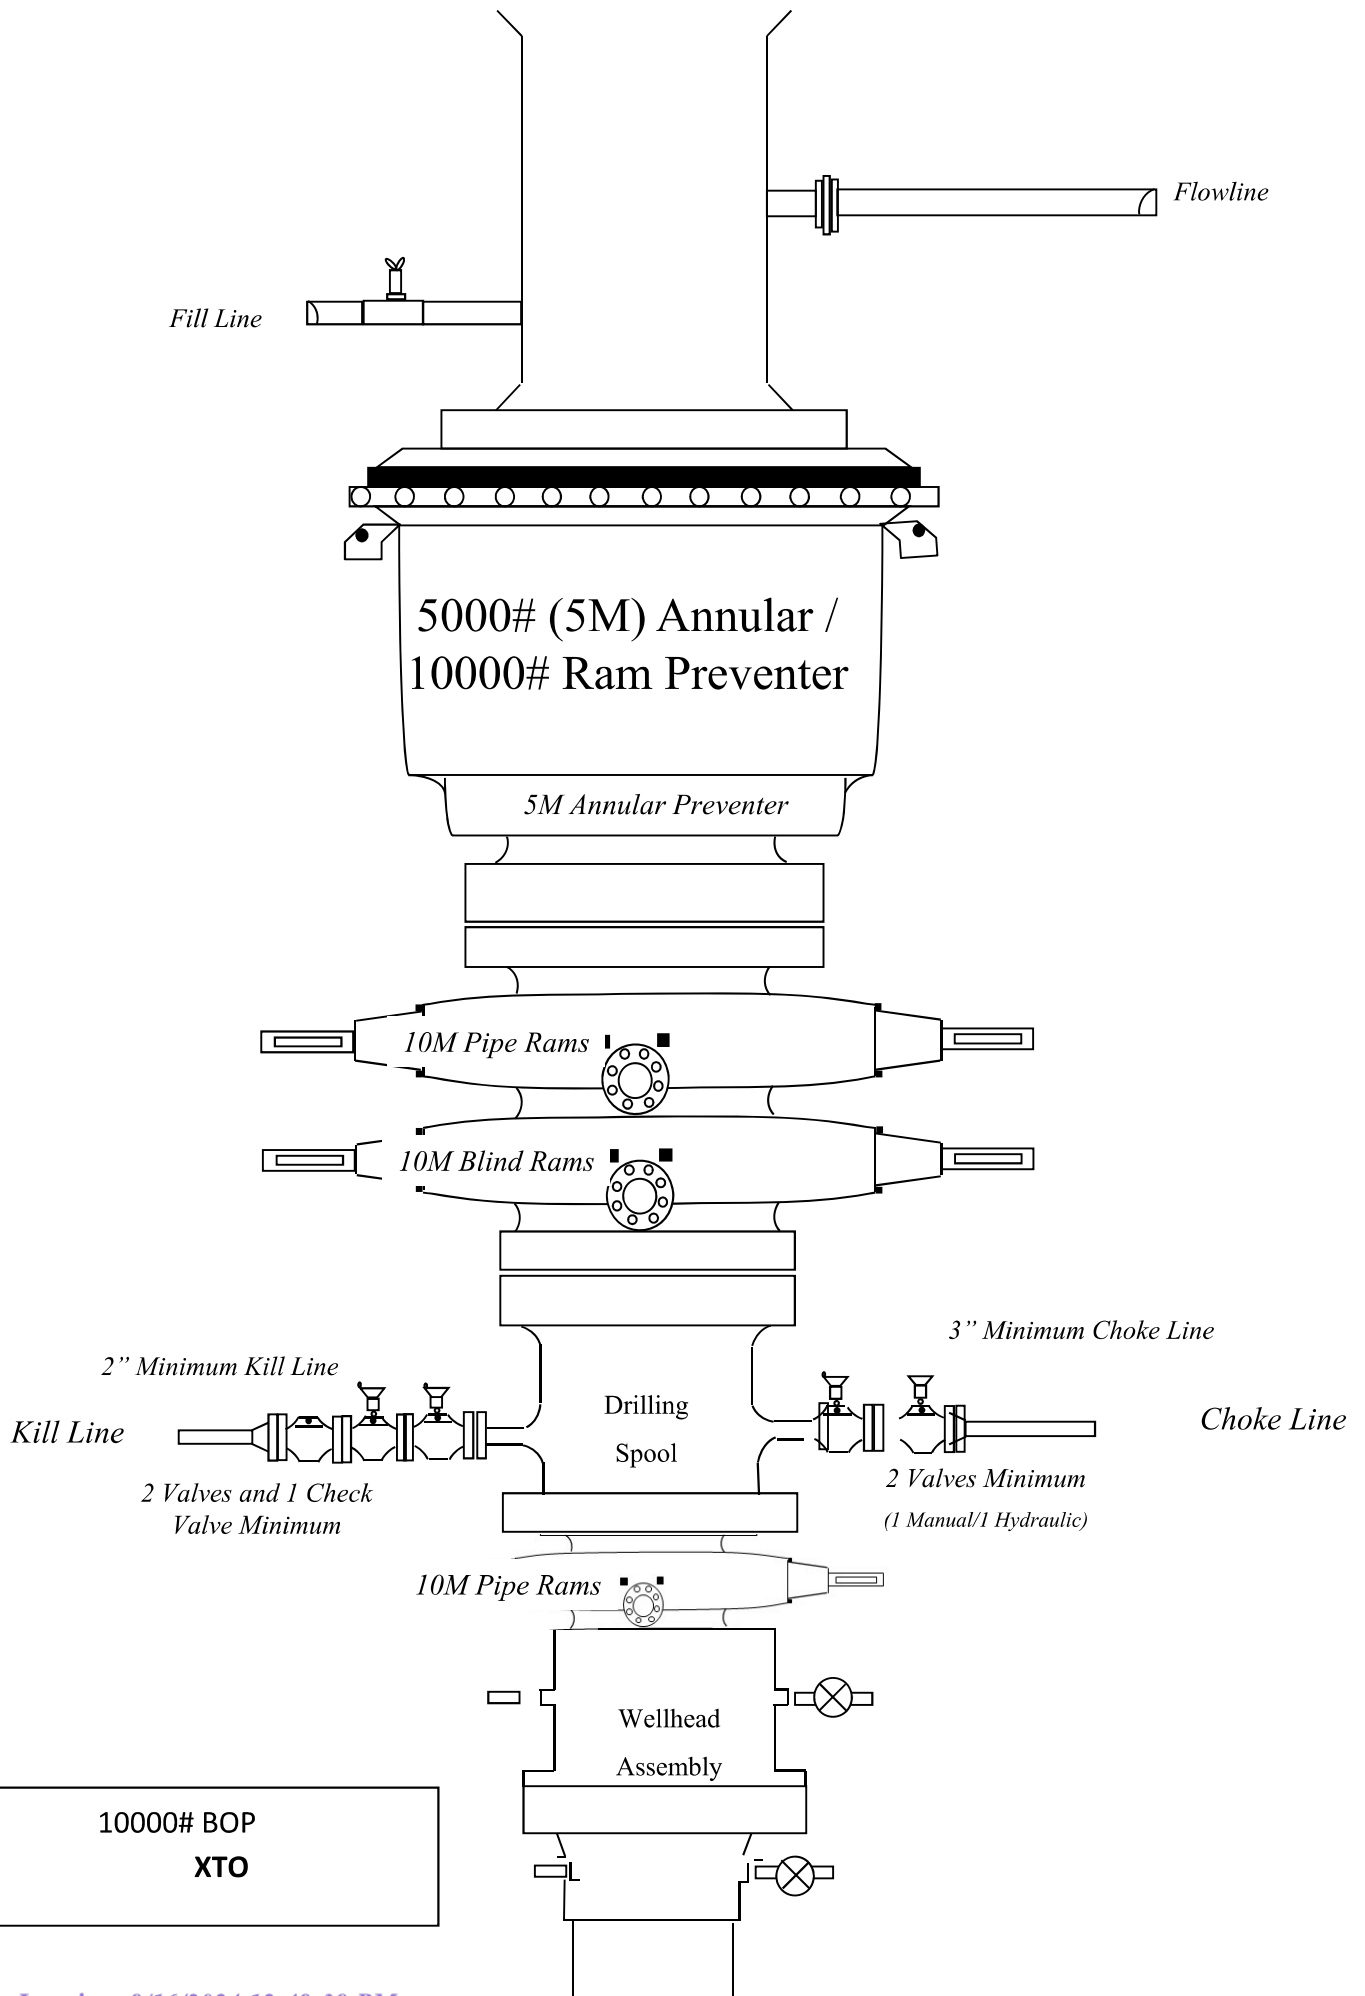 Flowline
Fill Line
5000# (5M) Annular /
10000# Ram Preventer
5M Annular Preventer
10M Pipe Rams
10M Blind Rams
3” Minimum Choke Line
2” Minimum Kill Line
Drilling
Spool
Kill Line
Choke Line
2 Valves and 1 Check
Valve Minimum
2 Valves Minimum
(1 Manual/1 Hydraulic)
10M Pipe Rams
Wellhead
Assembly
10000# BOP
XTO